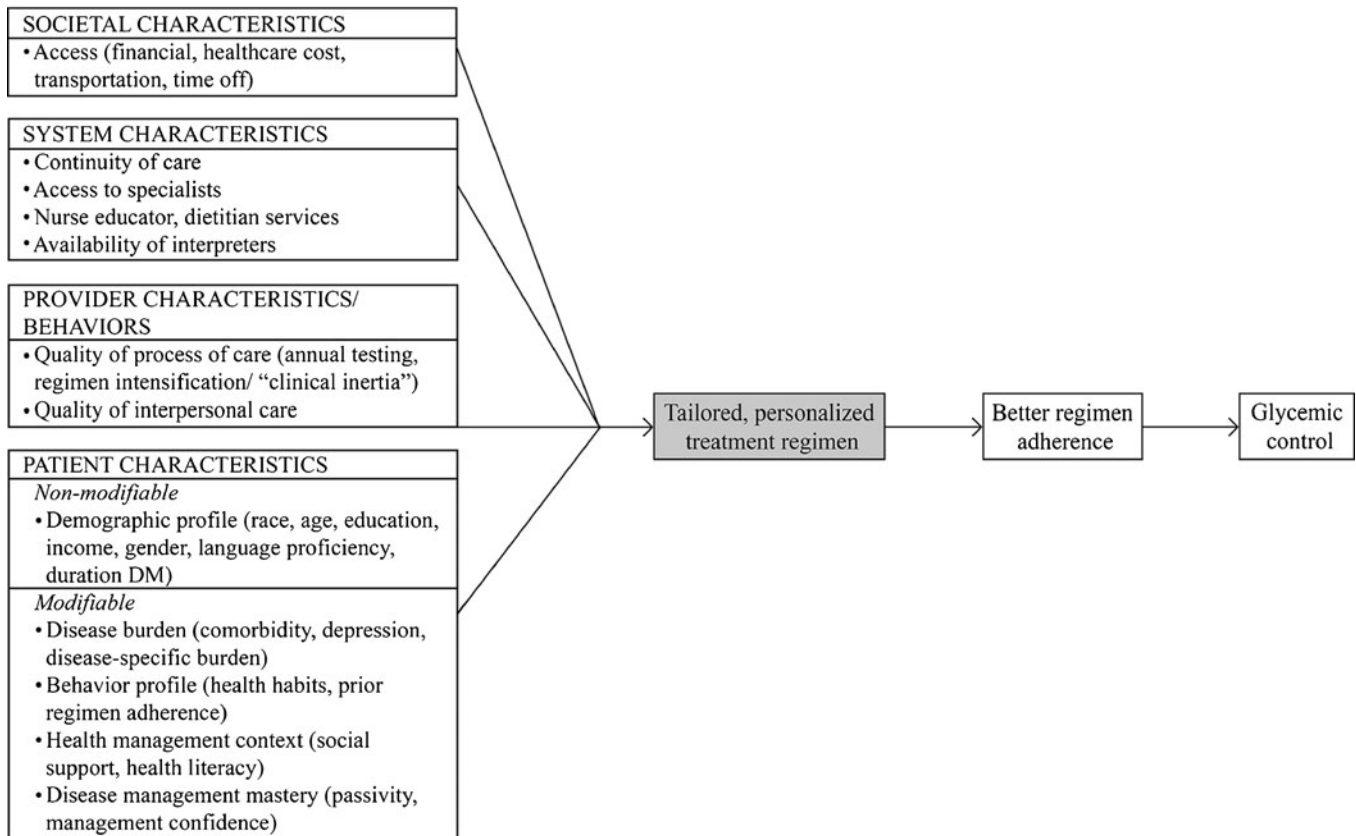 SOCIETAL CHARACTERISTICS
• Access (financial, healthcare cost,
transportation, time off)
SYSTEM CHARACTERISTICS
• Continuity of care
• Access to specialists
• Nurse educator, dietitian services
• Availability of interpreters
PROVIDER CHARACTERISTICS/
BEHAVIORS
• Quality of process of care (annual testing,
regimen intensification/ “clinical inertia”)
• Quality of interpersonal care
PATIENT CHARACTERISTICS
Non-modifiable
• Demographic profile (race, age, education,
income, gender, language proficiency,
duration DM)
Modifiable
• Disease burden (comorbidity, depression,
disease-specific burden)
• Behavior profile (health habits, prior
regimen adherence)
• Health management context (social
support, health literacy)
• Disease management mastery (passivity,
management confidence)
Tailored, personalized
treatment regimen
Better regimen
adherence
Glycemic
control